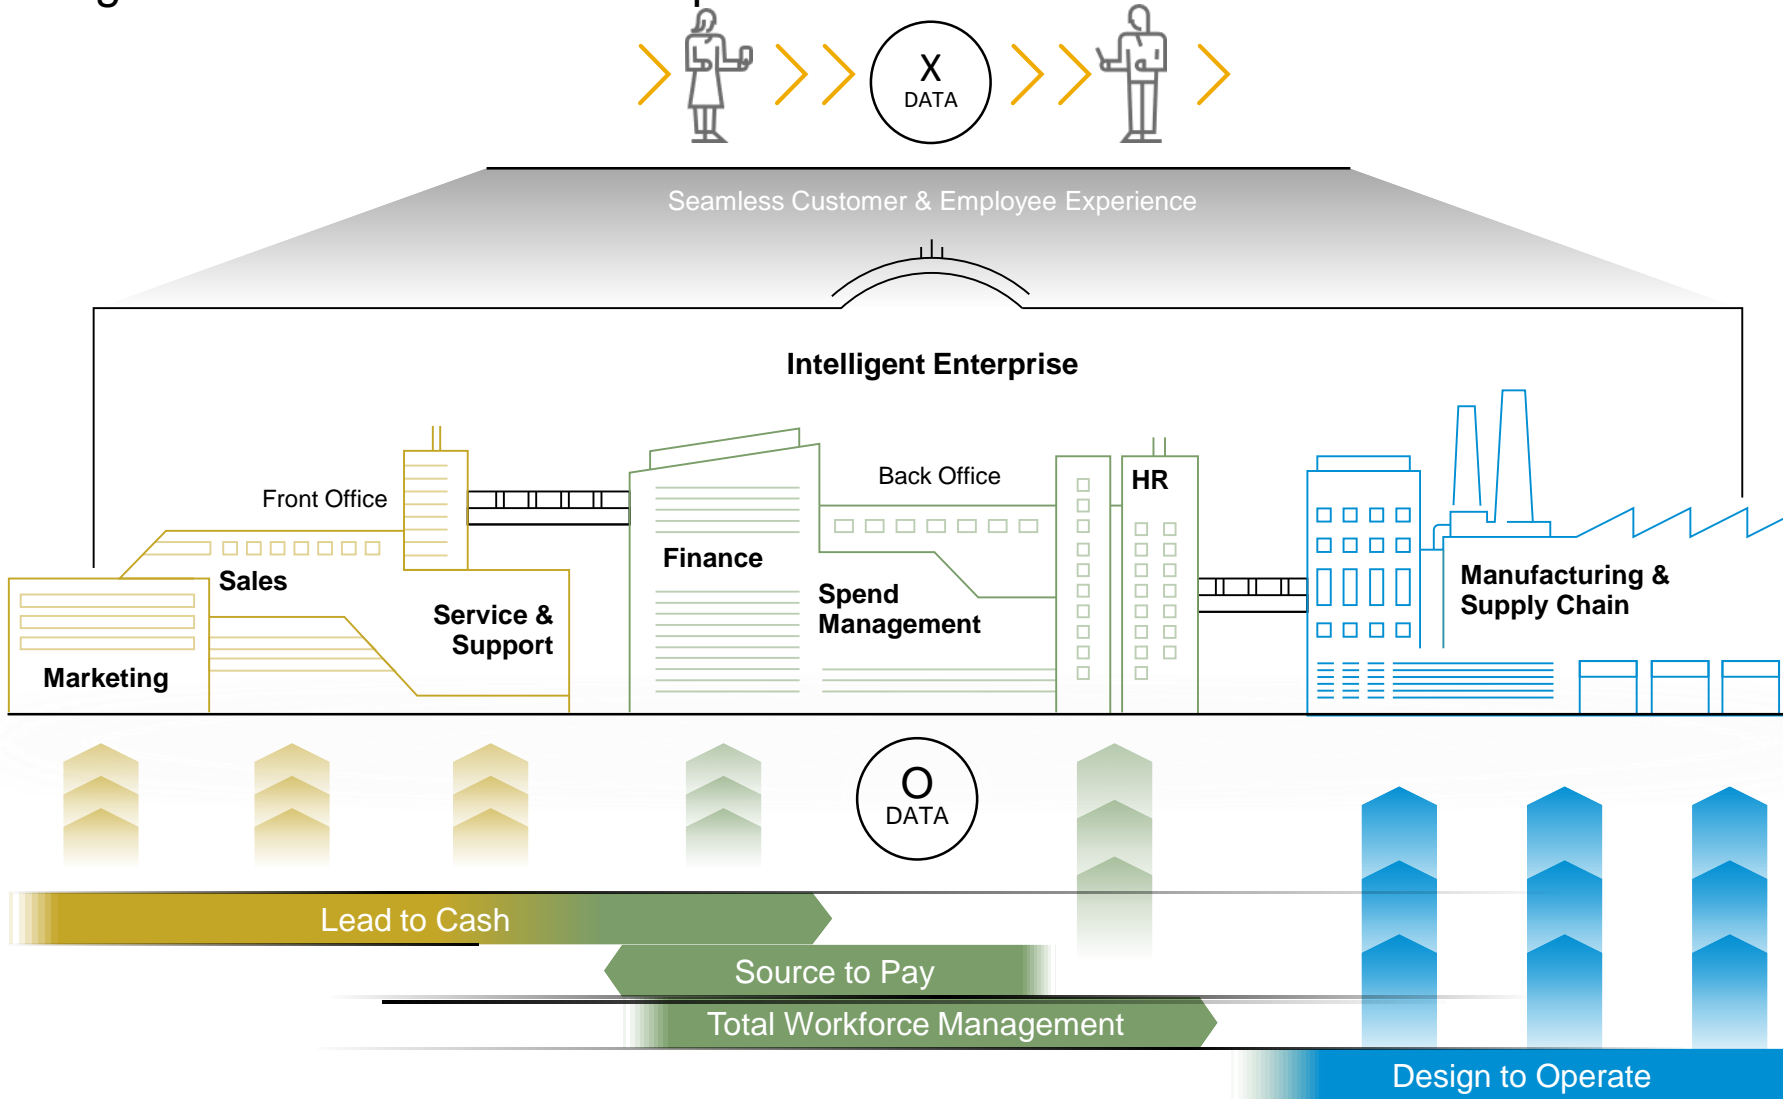 X
DATA
Seamless Customer & Employee Experience
Intelligent Enterprise
Front Office
Back Office
HR
Sales
Finance
Service &
Support
Spend
Management
Manufacturing &
Supply Chain
Marketing
O
DATA
Lead to Cash
Source to Pay
Total Workforce Management
Design to Operate